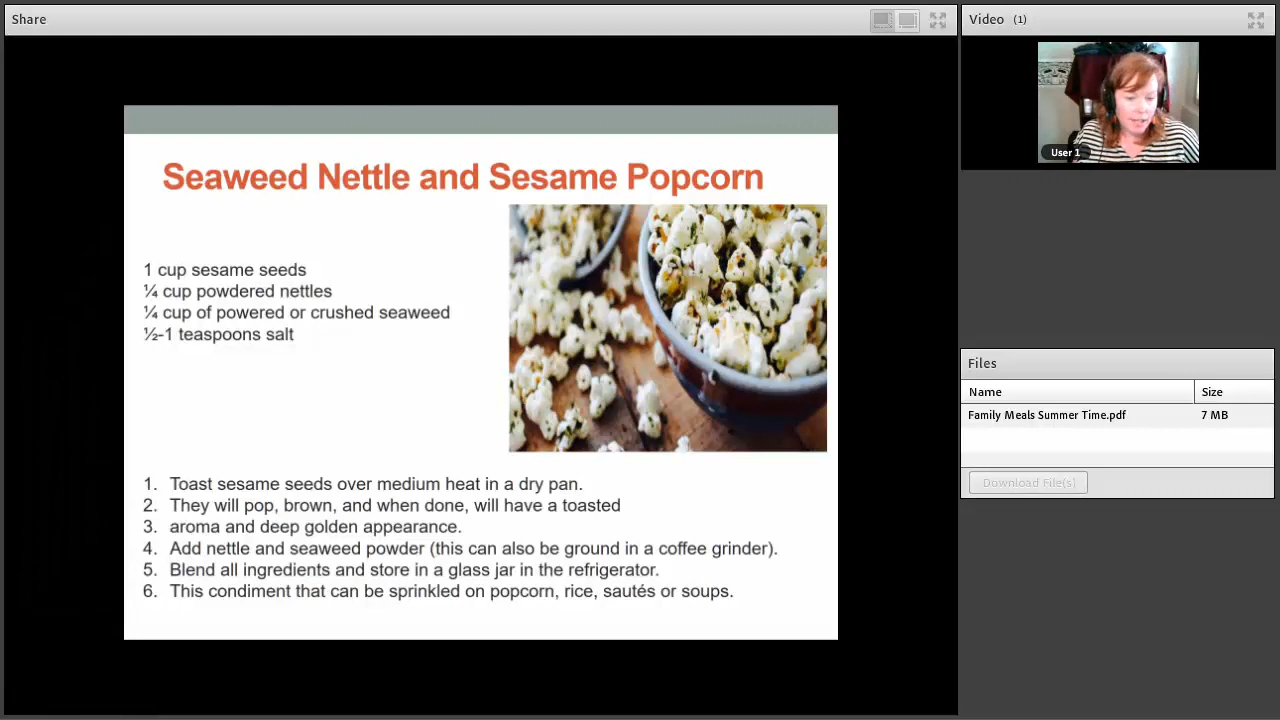 Share
Video (1)
User 1
Seaweed Nettle and Sesame Popcorn
1 cup sesame seeds
¼ cup powdered nettles
¼ cup of powered or crushed seaweed
½-1 teaspoons salt
1. Toast sesame seeds over medium heat in a dry pan.
2. They will pop, brown, and when done, will have a toasted
3. aroma and deep golden appearance.
4. Add nettle and seaweed powder (this can also be ground in a coffee grinder).
5. Blend all ingredients and store in a glass jar in the refrigerator.
6. This condiment that can be sprinkled on popcorn, rice, sautés or soups.
Files
Name Size
Family Meals Summer Time.pdf 7 MB
Download File(s)